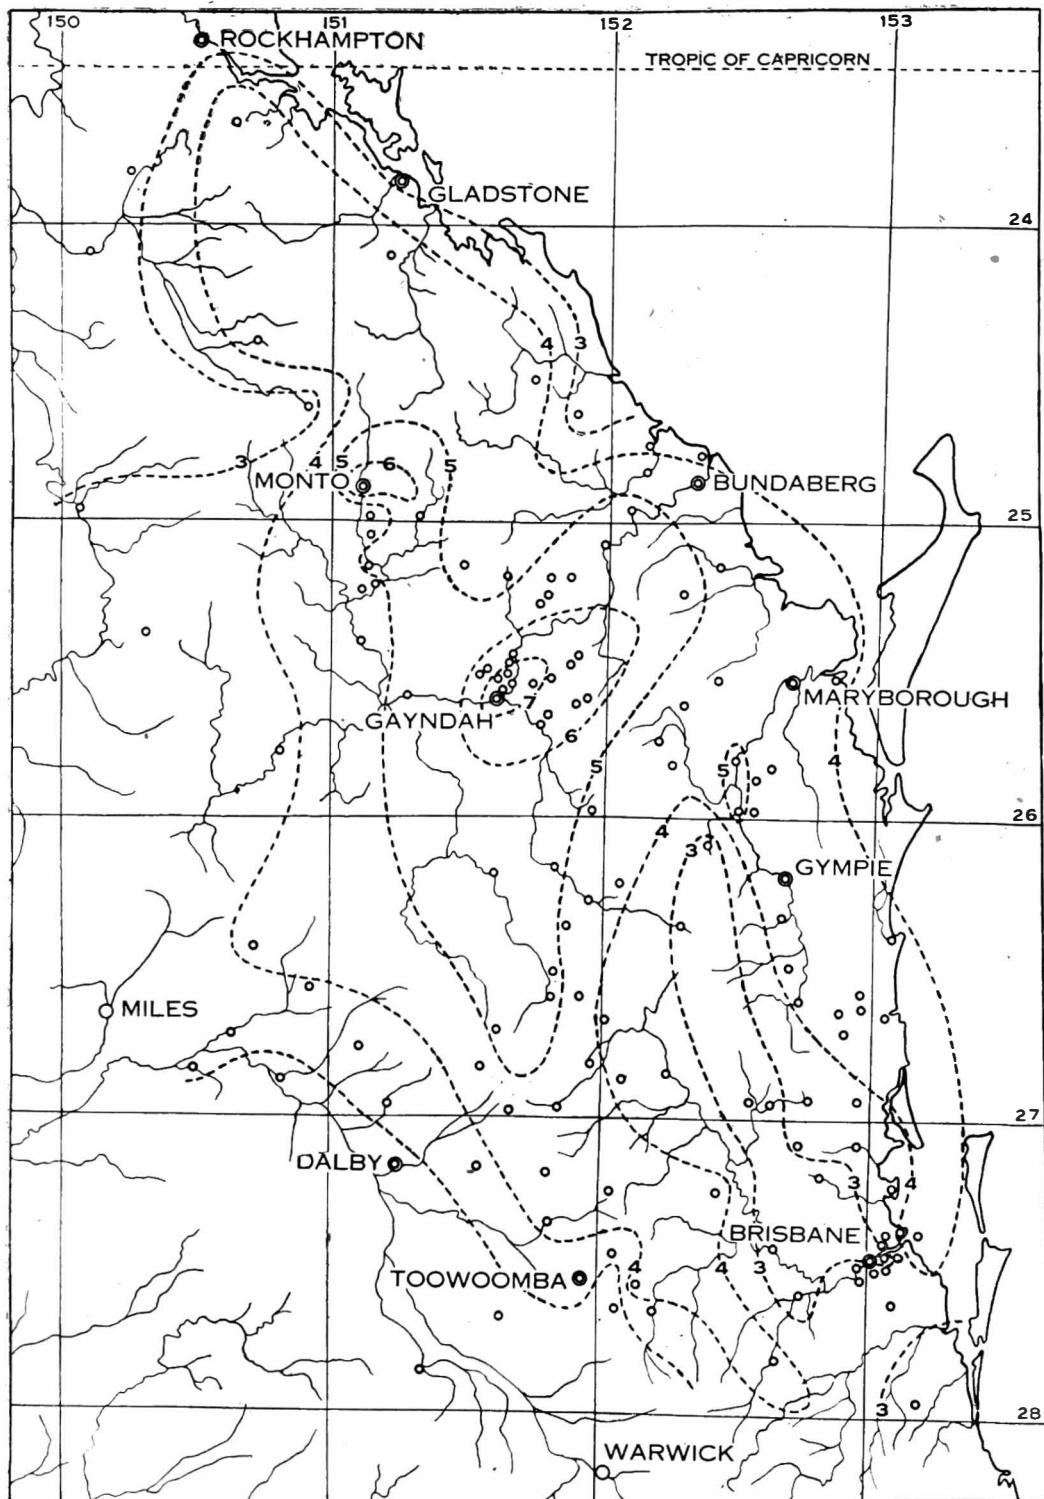 150 151 152 153
ROCKHAMPTON
TROPIC OF CAPRICORN
GLADSTONE
24
4 3
3 4 5 6 5
MONTO
BUNDABERG
25
MARYBOROUGH
GAYNDAH 7
6
5 5 4
26
4
3
GYMPIE
MILES
27
DALBY
3 4
BRISBANE
4 4 3
TOOWOOMBA
3
28
WARWICK